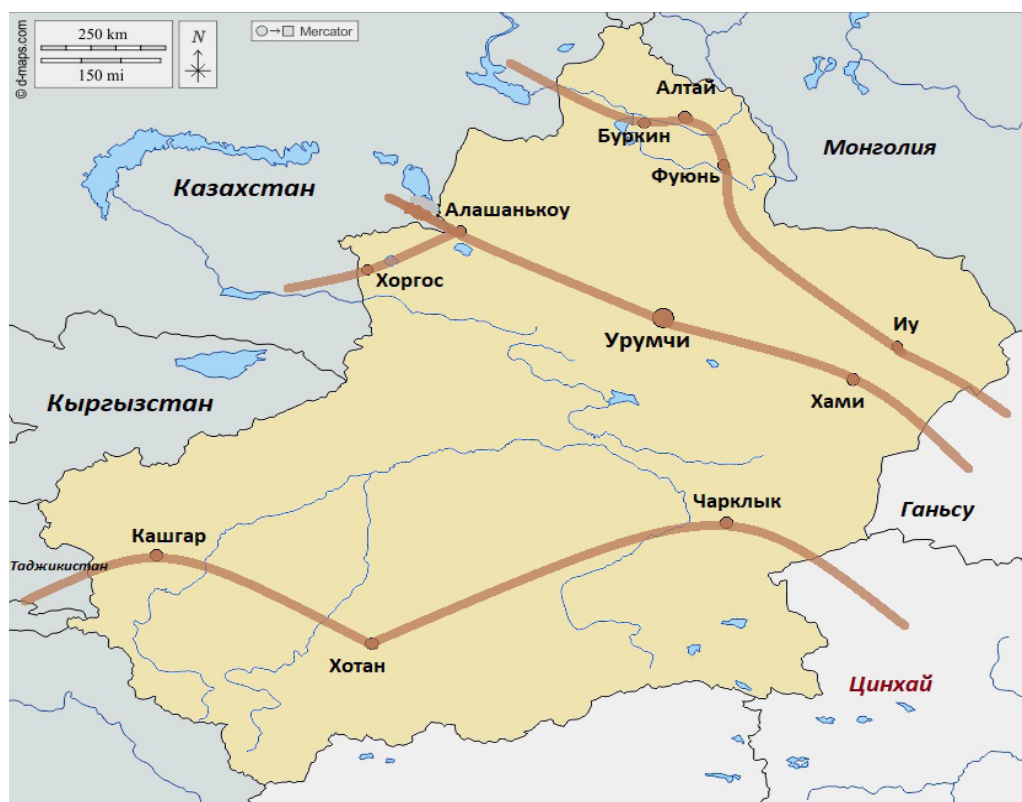 250 km
150 mi
N
○→□ Mercator
© d-maps.com
Алтай
Буркин
Монголия
Фуюнь
Казахстан
Алашанькоу
Хоргос
Иу
Урумчи
Кыргызстан
Хами
Чарклык
Ганьсу
Кашгар
Таджикистан
Хотан
Цинхай